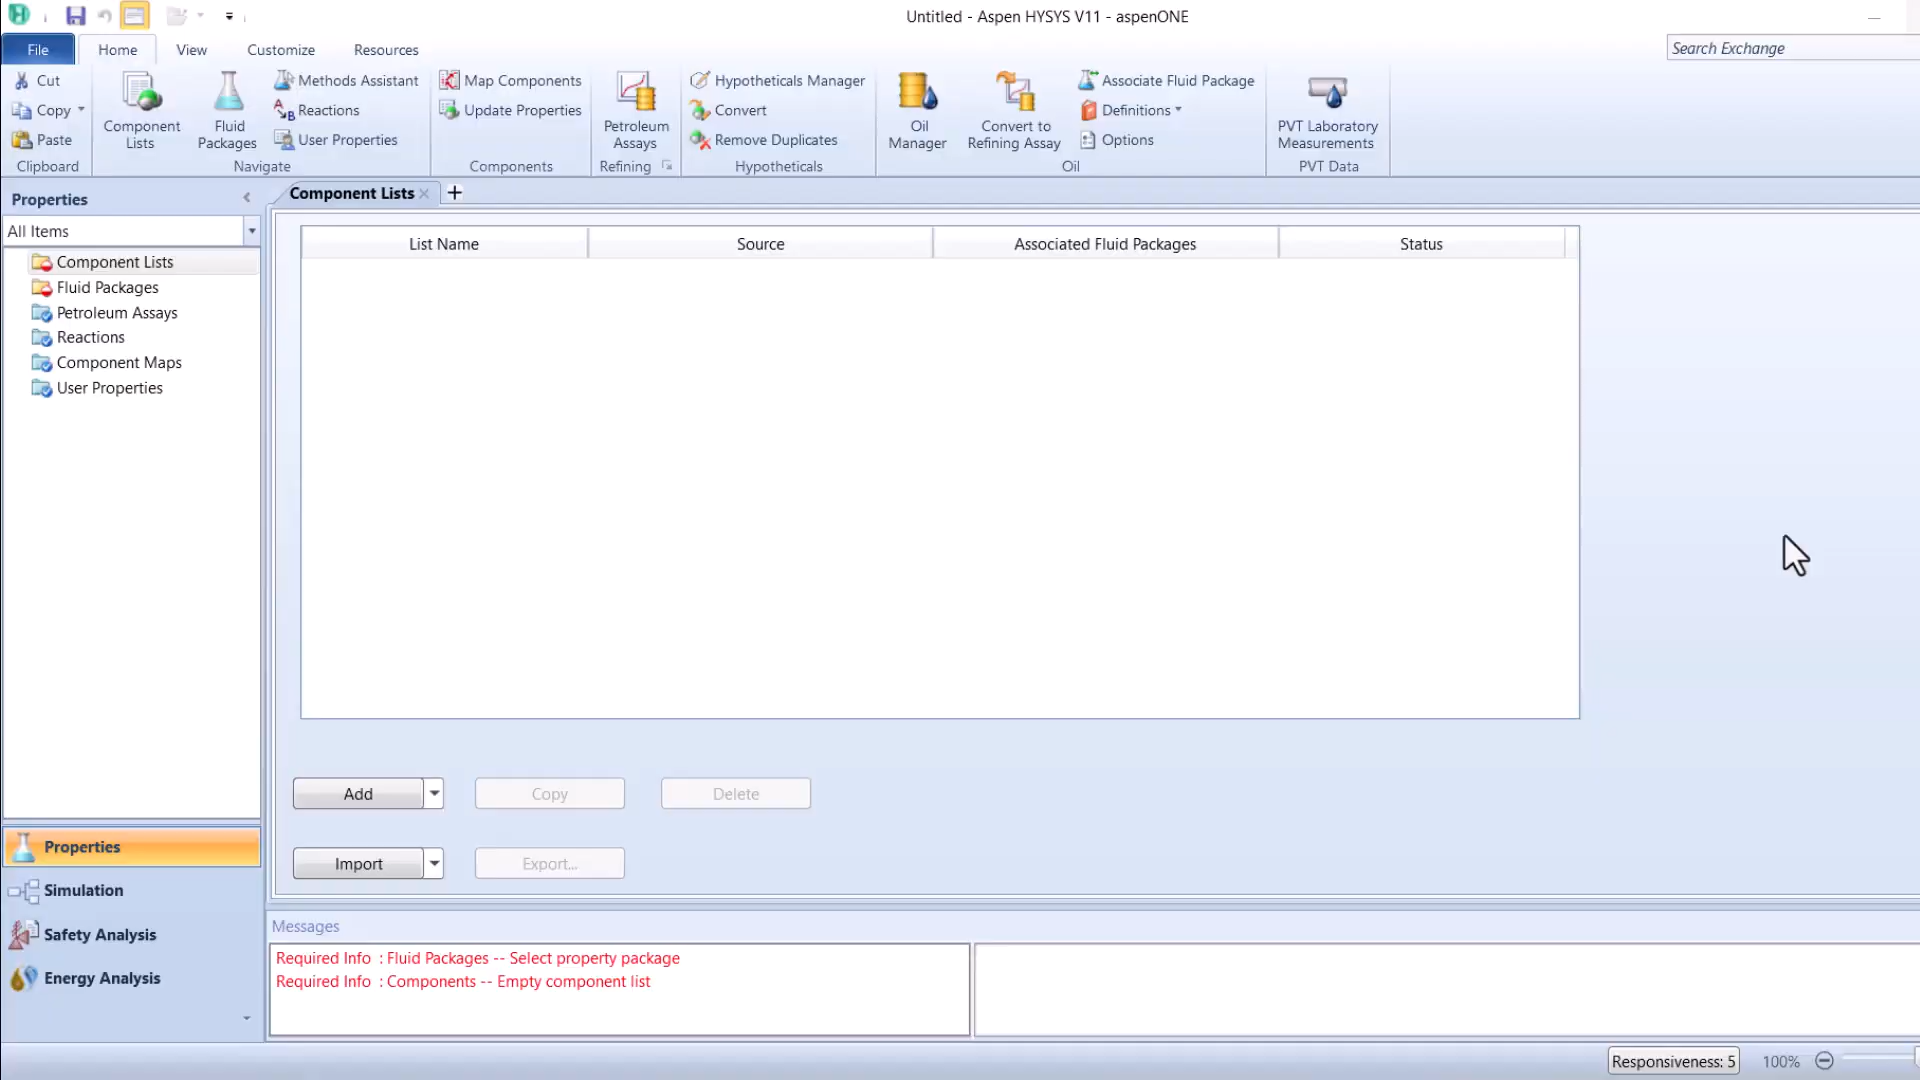 Untitled - Aspen HYSYS V11 - aspenONE
File
Home
View
Customize
Resources
Search Exchange
Cut
Copy
Paste
Clipboard
Component Lists
Fluid Packages
Methods Assistant
Reactions
User Properties
Navigate
Map Components
Update Properties
Components
Petroleum Assays
Refining
Hypotheticals Manager
Convert
Remove Duplicates
Hypotheticals
Oil Manager
Convert to Refining Assay
Associate Fluid Package
Definitions
Options
Oil
PVT Laboratory Measurements
PVT Data
Properties
All Items
Component Lists
Fluid Packages
Petroleum Assays
Reactions
Component Maps
User Properties
Properties
Simulation
Safety Analysis
Energy Analysis
Component Lists
List Name
Source
Associated Fluid Packages
Status
Add
Copy
Delete
Import
Export...
Messages
Required Info : Fluid Packages -- Select property package
Required Info : Components -- Empty component list
Responsiveness: 5
100%